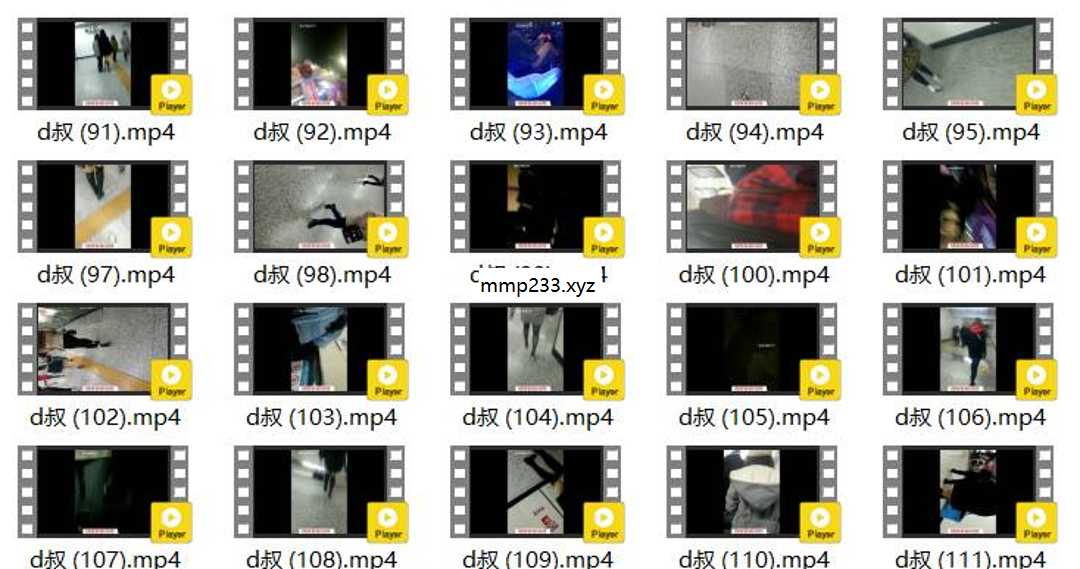 Player Player Player Player Player
d叔 (91).mp4 d叔 (92).mp4 d叔 (93).mp4 d叔 (94).mp4 d叔 (95).mp4
Player Player Player Player Player
d叔 (97).mp4 d叔 (98).mp4 d叔 (100).mp4 d叔 (101).mp4
mmp233.xyz
Player Player Player Player Player
d叔 (102).mp4 d叔 (103).mp4 d叔 (104).mp4 d叔 (105).mp4 d叔 (106).mp4
Player Player Player Player Player
d叔 (107).mp4 d叔 (108).mp4 d叔 (109).mp4 d叔 (110).mp4 d叔 (111).mp4